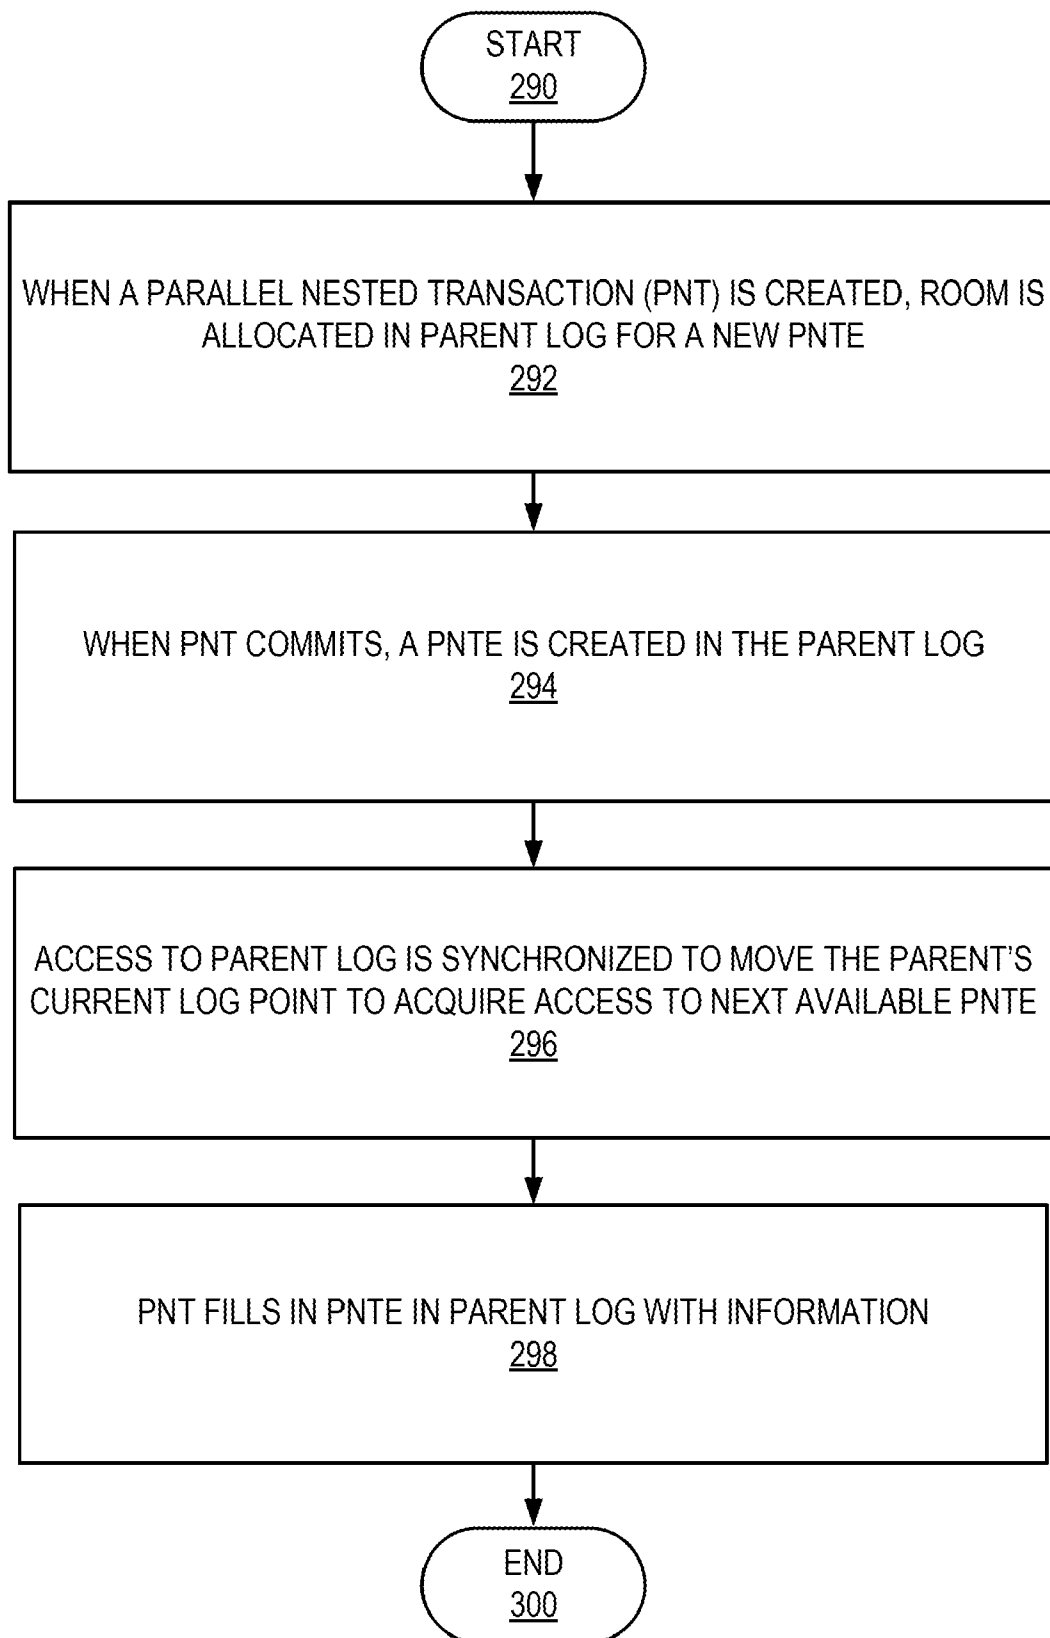 START
290
WHEN A PARALLEL NESTED TRANSACTION (PNT) IS CREATED, ROOM IS
ALLOCATED IN PARENT LOG FOR A NEW PNTE
292
WHEN PNT COMMITS, A PNTE IS CREATED IN THE PARENT LOG
294
ACCESS TO PARENT LOG IS SYNCHRONIZED TO MOVE THE PARENT'S
CURRENT LOG POINT TO ACQUIRE ACCESS TO NEXT AVAILABLE PNTE
296
PNT FILLS IN PNTE IN PARENT LOG WITH INFORMATION
298
END
300